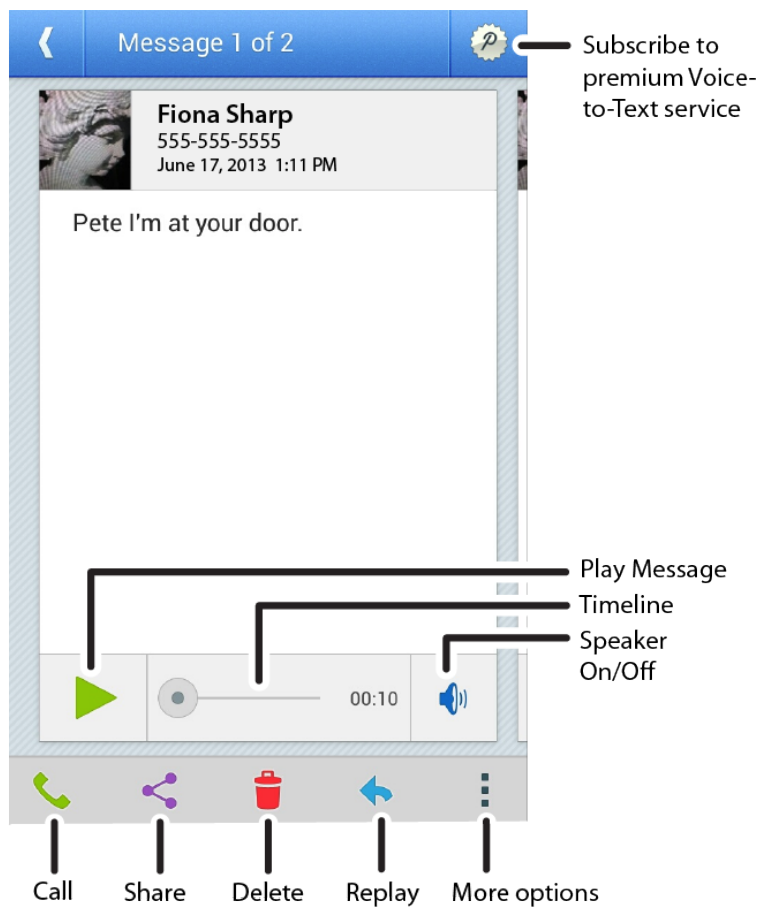 Message 1 of 2
P
Subscribe to
premium Voice-
to-Text service
Fiona Sharp
555-555-5555
June 17, 2013 1:11 PM
Pete I'm at your door.
Play Message
Timeline
Speaker
On/Off
00:10
Call
Share
Delete
Replay
More options